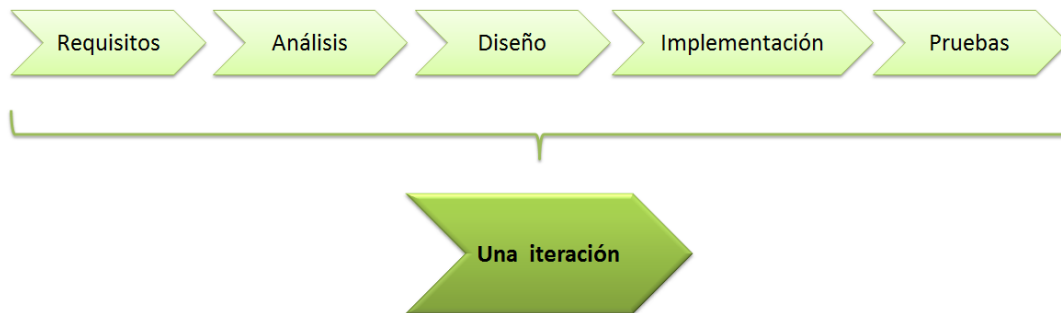 Requisitos
Análisis
Diseño
Implementación
Pruebas
Una iteración